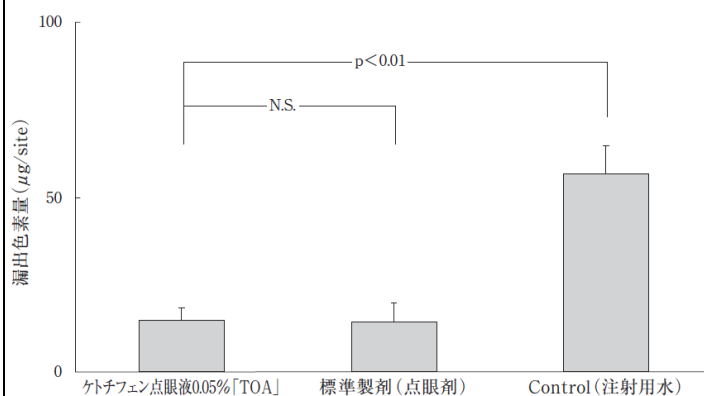 100
p<0.01
N.S.
漏出色素量(μg/site)
50
0
ケトチフェン点眼液0.05%「TOA」
標準製剤(点眼剤)
Control(注射用水)